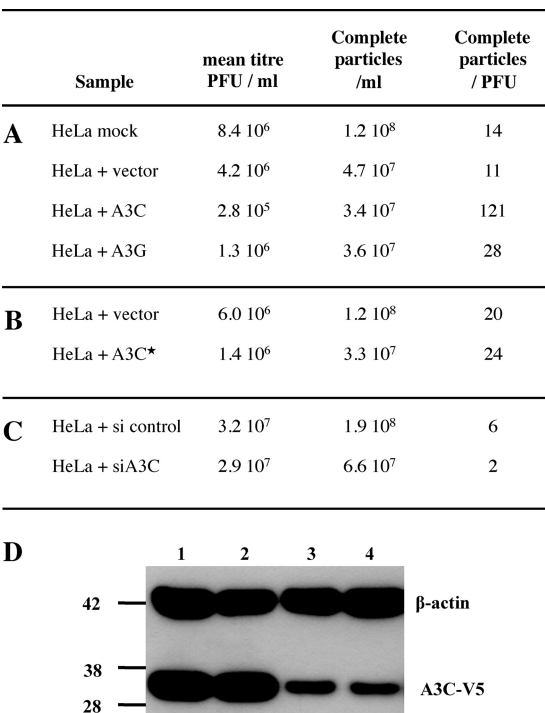 Sample mean titre PFU / ml Complete particles /ml Complete particles / PFU
A HeLa mock 8.4 10⁶ 1.2 10⁸ 14
HeLa + vector 4.2 10⁶ 4.7 10⁷ 11
HeLa + A3C 2.8 10⁵ 3.4 10⁷ 121
HeLa + A3G 1.3 10⁶ 3.6 10⁷ 28
B HeLa + vector 6.0 10⁶ 1.2 10⁸ 20
HeLa + A3C★ 1.4 10⁶ 3.3 10⁷ 24
C HeLa + si control 3.2 10⁷ 1.9 10⁸ 6
HeLa + siA3C 2.9 10⁷ 6.6 10⁷ 2
D 1 2 3 4
42 β-actin
38
A3C-V5
28